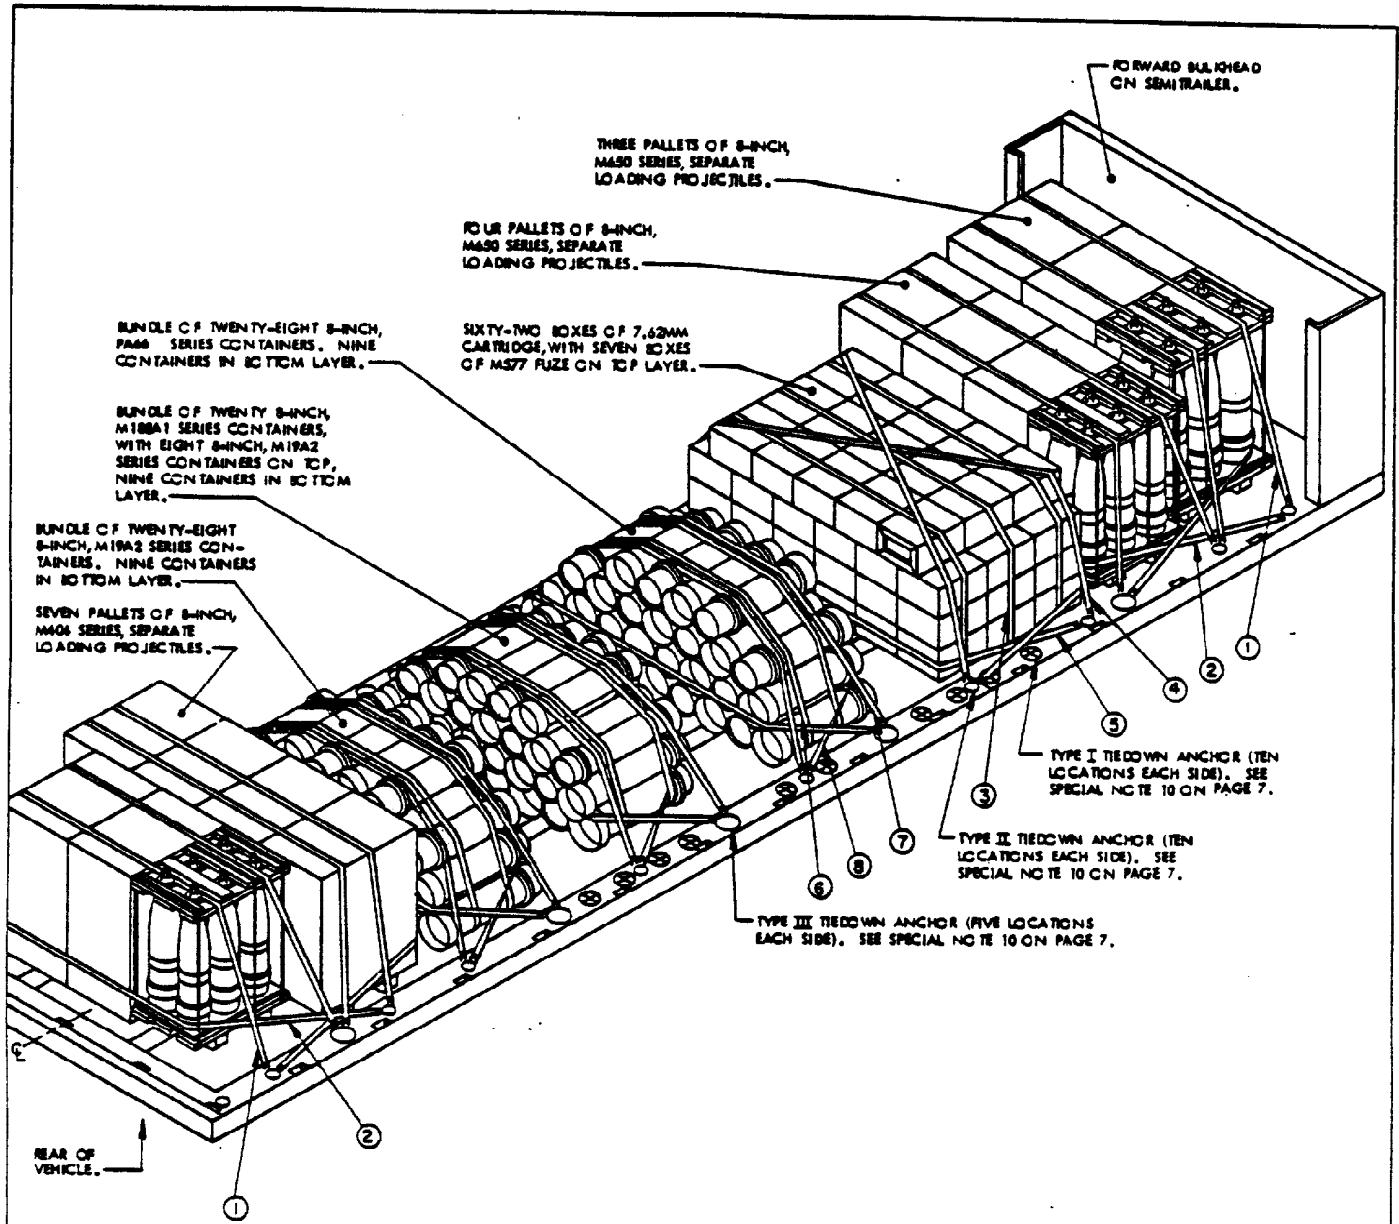 FORWARD BULKHEAD
ON SEMITRAILER.
THREE PALLETS OF 8-INCH,
M650 SERIES, SEPARATE
LOADING PROJECTILES.
FOUR PALLETS OF 8-INCH,
M650 SERIES, SEPARATE
LOADING PROJECTILES.
BUNDLE OF TWENTY-EIGHT 8-INCH,
PA66 SERIES CONTAINERS. NINE
CONTAINERS IN BOTTOM LAYER.
SIXTY-TWO BOXES OF 7.62MM
CARTRIDGE, WITH SEVEN BOXES
OF M577 FUZE ON TOP LAYER.
BUNDLE OF TWENTY 8-INCH,
M188A1 SERIES CONTAINERS,
WITH EIGHT 8-INCH, M19A2
SERIES CONTAINERS ON TOP,
NINE CONTAINERS IN BOTTOM
LAYER.
BUNDLE OF TWENTY-EIGHT
8-INCH, M19A2 SERIES CON-
TAINERS. NINE CONTAINERS
IN BOTTOM LAYER.
SEVEN PALLETS OF 8-INCH,
M404 SERIES, SEPARATE
LOADING PROJECTILES.
1
2
4
5
TYPE I TIEDOWN ANCHOR (TEN
LOCATIONS EACH SIDE). SEE
SPECIAL NOTE 10 ON PAGE 7.
3
TYPE II TIEDOWN ANCHOR (TEN
LOCATIONS EACH SIDE). SEE
SPECIAL NOTE 10 ON PAGE 7.
7
8
6
TYPE III TIEDOWN ANCHOR (FIVE LOCATIONS
EACH SIDE). SEE SPECIAL NOTE 10 ON PAGE 7.
℄
2
REAR OF
VEHICLE.
1